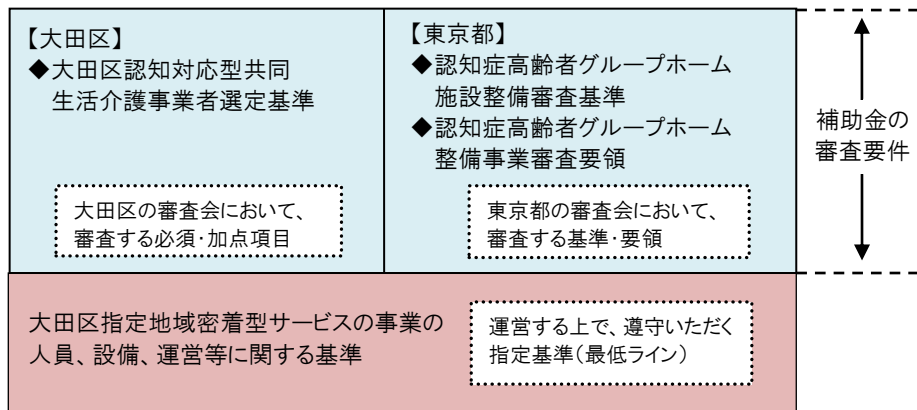 【大田区】
◆大田区認知対応型共同
生活介護事業者選定基準
大田区の審査会において、
審査する必須・加点項目
【東京都】
◆認知症高齢者グループホーム
施設整備審査基準
◆認知症高齢者グループホーム
整備事業審査要領
東京都の審査会において、
審査する基準・要領
補助金の
審査要件
大田区指定地域密着型サービスの事業の
人員、設備、運営等に関する基準
運営する上で、遵守いただく
指定基準（最低ライン）